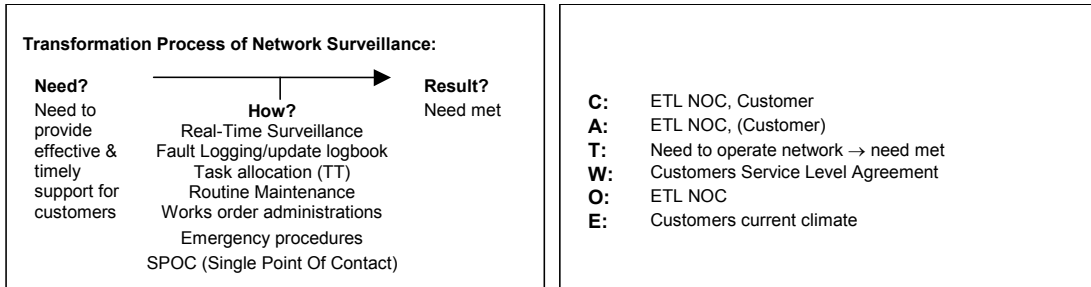 Transformation Process of Network Surveillance:
Need?
Need to
provide
effective &
timely
support for
customers
How?
Real-Time Surveillance
Fault Logging/update logbook
Task allocation (TT)
Routine Maintenance
Works order administrations
Emergency procedures
SPOC (Single Point Of Contact)
Result?
Need met
C: ETL NOC, Customer
A: ETL NOC, (Customer)
T: Need to operate network → need met
W: Customers Service Level Agreement
O: ETL NOC
E: Customers current climate